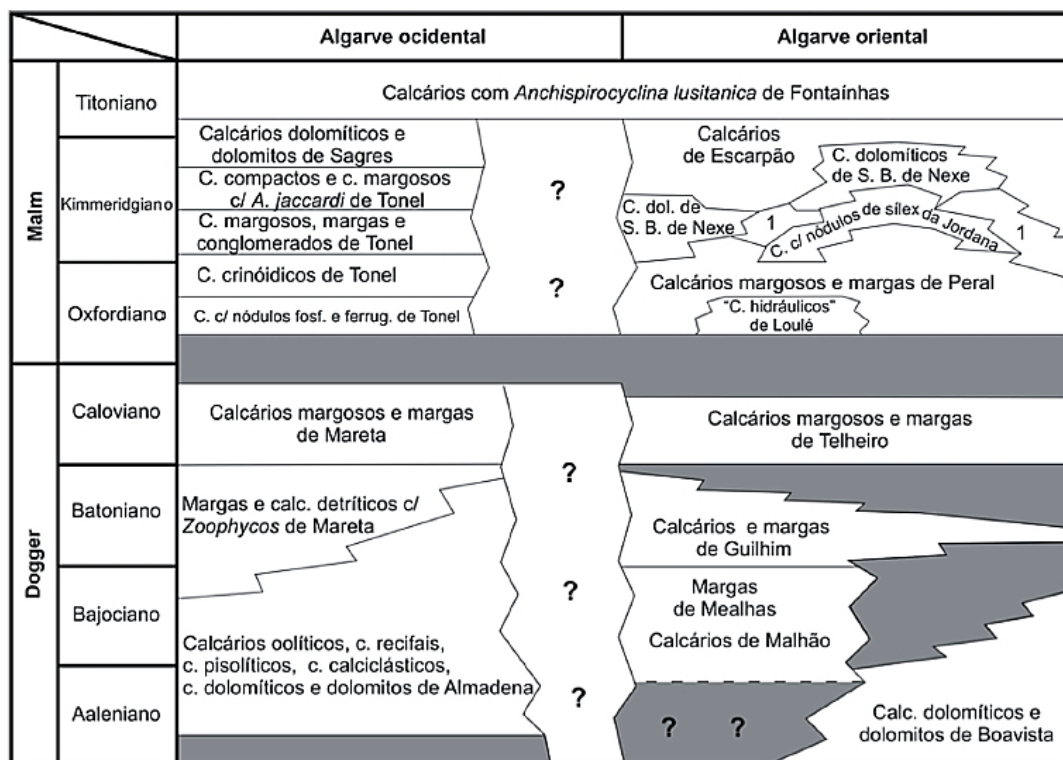 Algarve ocidental
Algarve oriental
Malm
Titoniano
Calcários com Anchispirocyclina lusitanica de Fontaínhas
Kimmeridgiano
Calcários dolomíticos e
dolomitos de Sagres
C. compactos e c. margosos
c/ A. jaccardi de Tonel
C. margosos, margas e
conglomerados de Tonel
?
Calcários
de Escarpão
C. dolomíticos
de S. B. de Nexe
C. dol. de
S. B. de Nexe
1
C. c/ nódulos de sílex da Jordana
1
Oxfordiano
C. crinóidicos de Tonel
C. c/ nódulos fosf. e ferrug. de Tonel
?
Calcários margosos e margas de Peral
"C. hidráulicos"
de Loulé
Dogger
Caloviano
Calcários margosos e margas
de Mareta
Calcários margosos e margas
de Telheiro
Batoniano
Margas e calc. detríticos c/
Zoophycos de Mareta
?
Calcários e margas
de Guilhim
Bajociano
?
Margas
de Mealhas
Calcários de Malhão
Calcários oolíticos, c. recifais,
c. pisolíticos, c. calciclásticos,
c. dolomíticos e dolomitos de Almadena
Aaleniano
?
? ?
Calc. dolomíticos e
dolomitos de Boavista